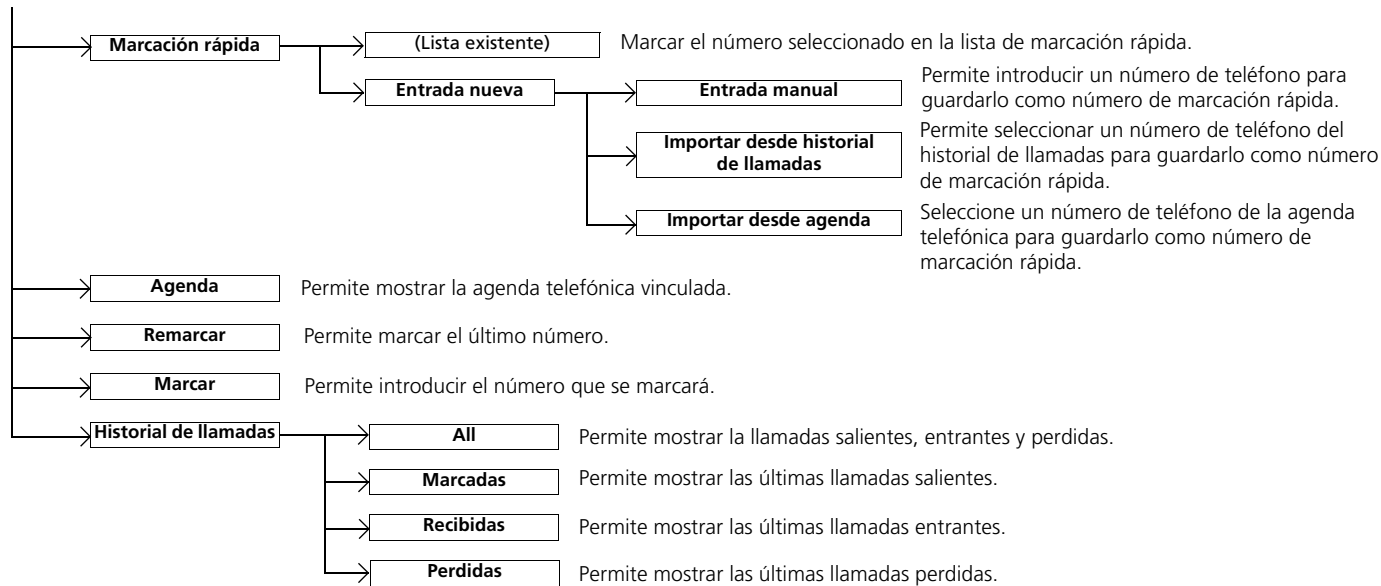 Marcación rápida
(Lista existente)
Marcar el número seleccionado en la lista de marcación rápida.
Entrada nueva
Entrada manual
Permite introducir un número de teléfono para
guardarlo como número de marcación rápida.
Importar desde historial
de llamadas
Permite seleccionar un número de teléfono del
historial de llamadas para guardarlo como número
de marcación rápida.
Importar desde agenda
Seleccione un número de teléfono de la agenda
telefónica para guardarlo como número de
marcación rápida.
Agenda
Permite mostrar la agenda telefónica vinculada.
Remarcar
Permite marcar el último número.
Marcar
Permite introducir el número que se marcará.
Historial de llamadas
All
Permite mostrar la llamadas salientes, entrantes y perdidas.
Marcadas
Permite mostrar las últimas llamadas salientes.
Recibidas
Permite mostrar las últimas llamadas entrantes.
Perdidas
Permite mostrar las últimas llamadas perdidas.